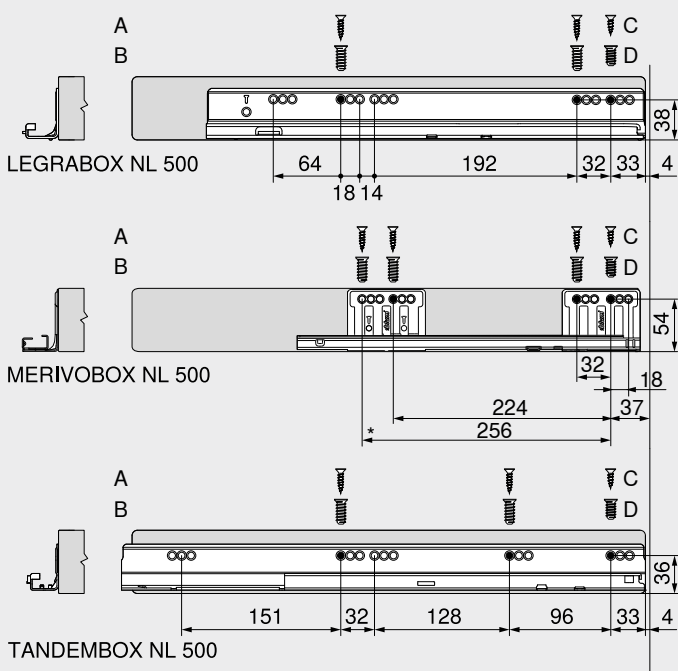 A
C
B
D
38
LEGRABOX NL 500
64
192
32
33
4
18
14
A
C
B
D
54
MERIVOBOX NL 500
32
18
224
37
*
256
A
C
B
D
36
151
32
128
96
33
4
TANDEMBOX NL 500